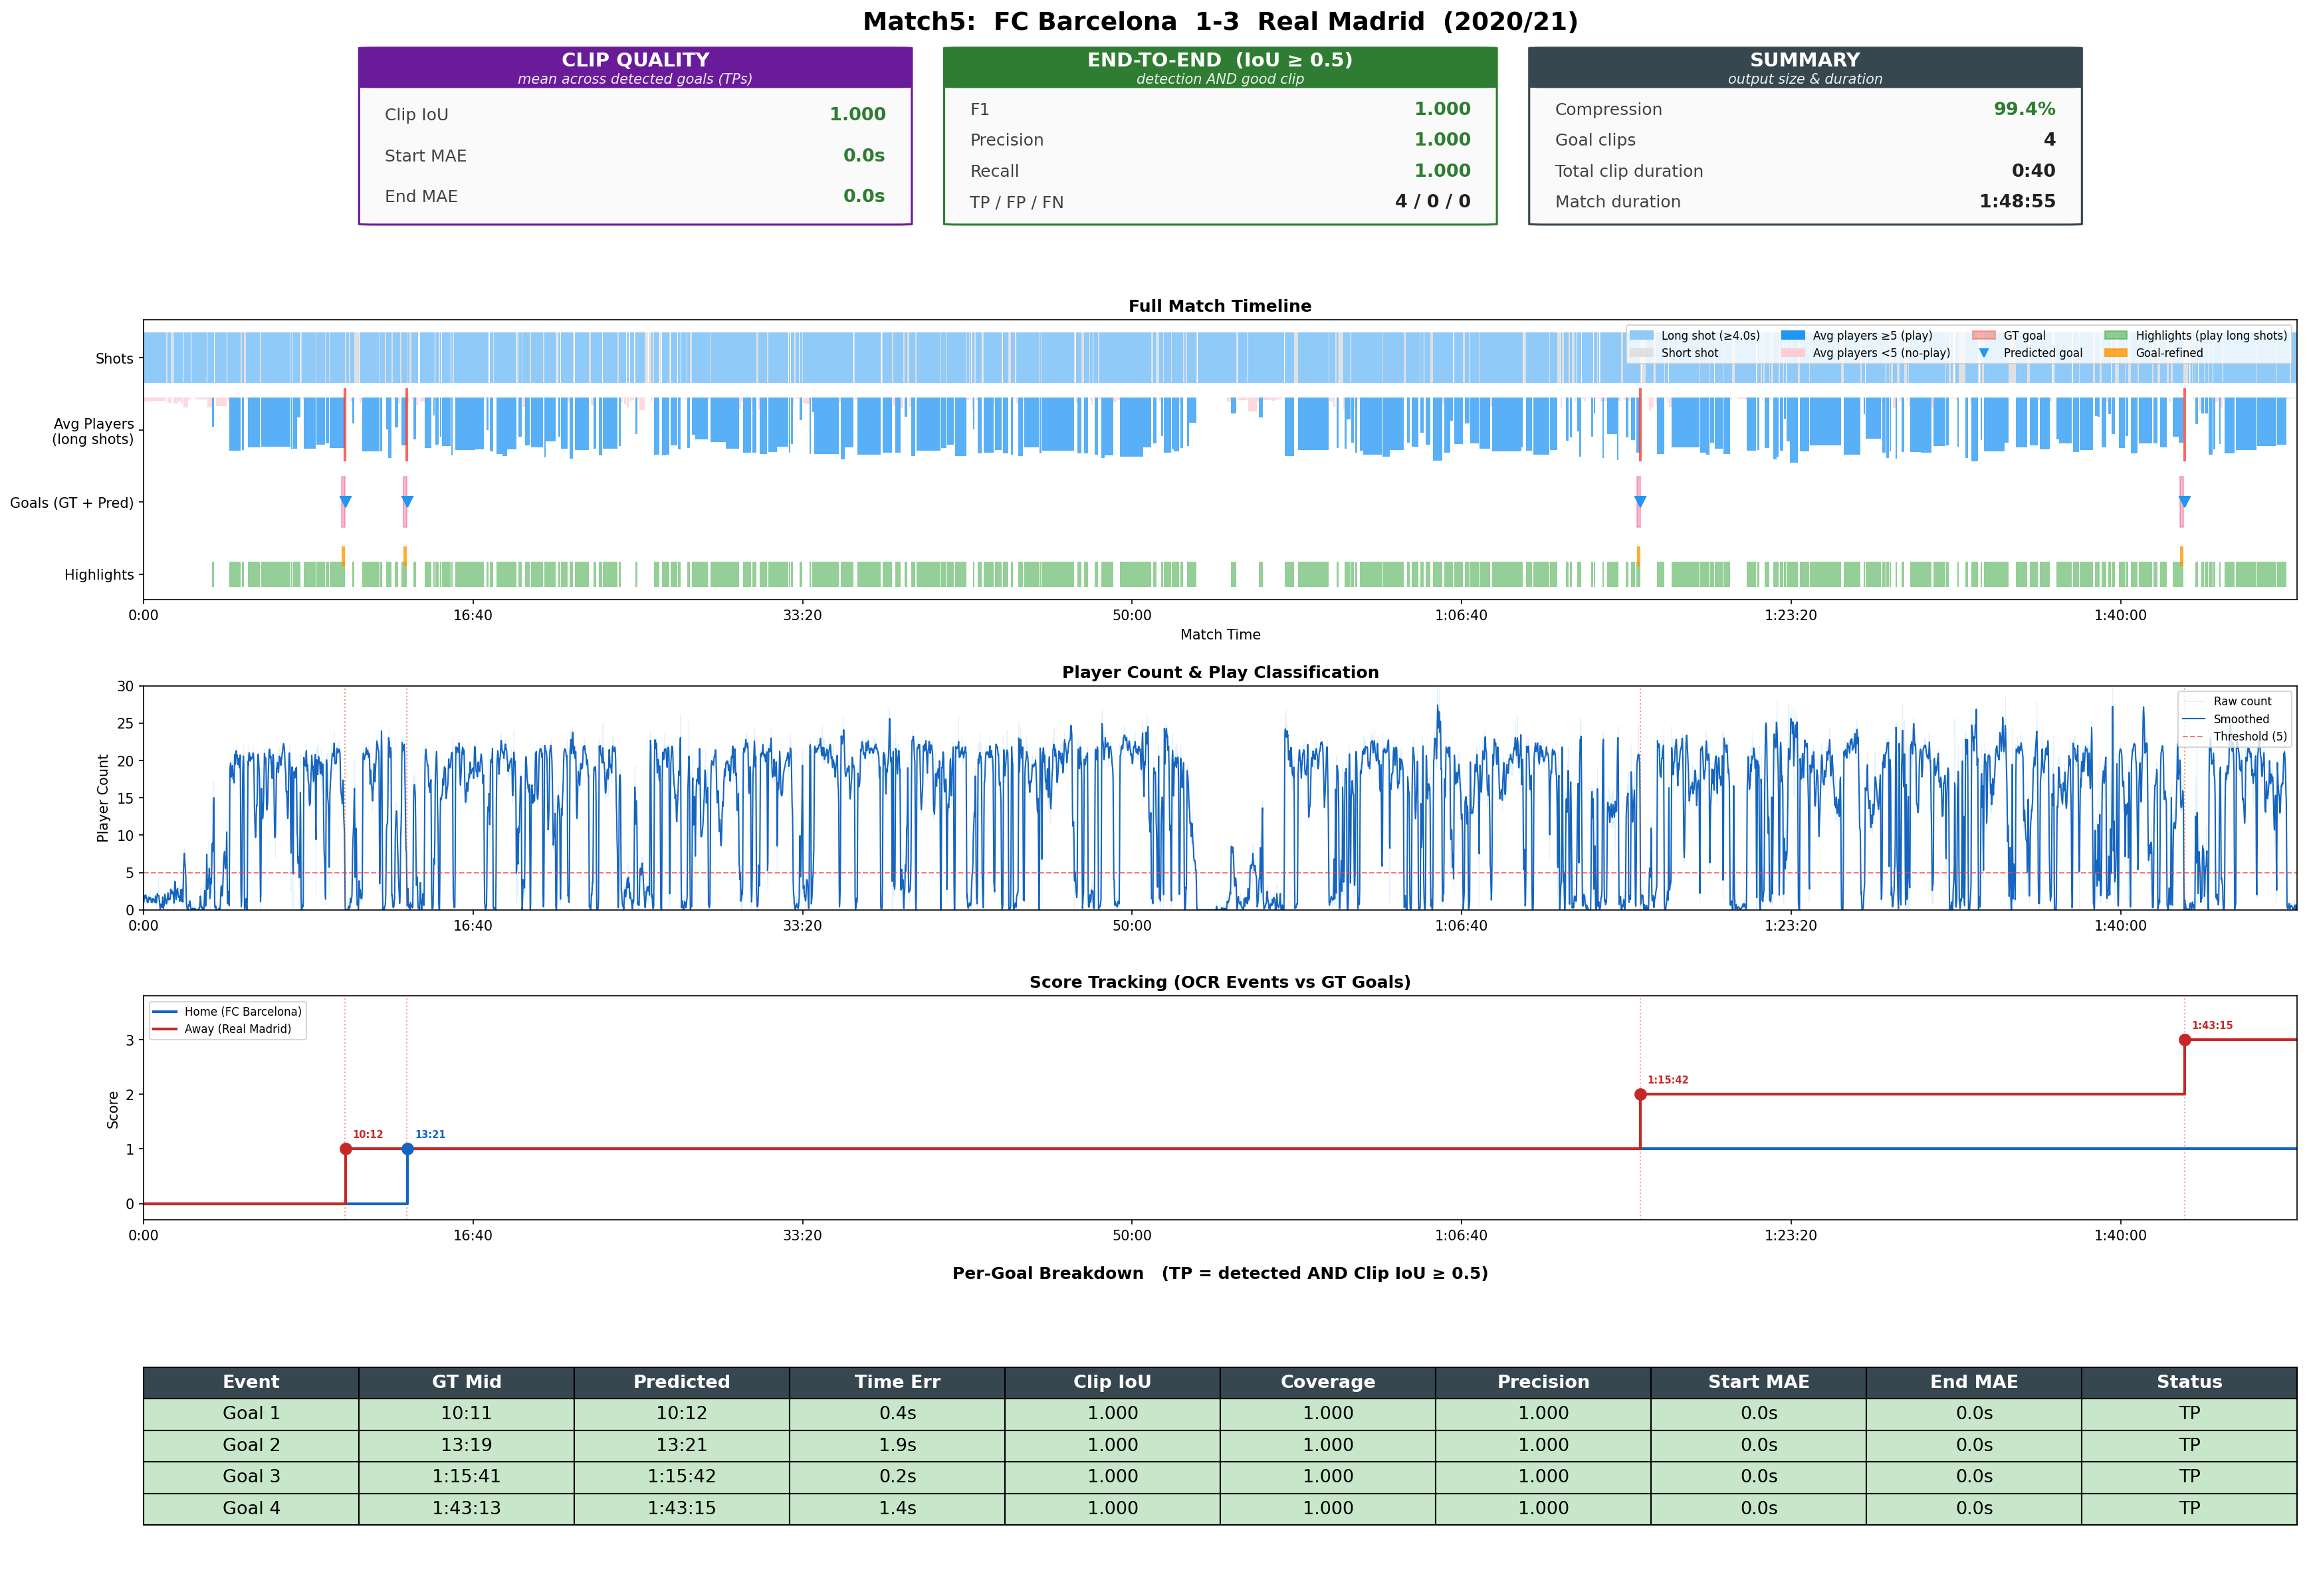 Match5:  FC Barcelona  1-3  Real Madrid  (2020/21)
CLIP QUALITY
mean across detected goals (TPs)
Clip IoU 1.000
Start MAE 0.0s
End MAE 0.0s
END-TO-END  (IoU ≥ 0.5)
detection AND good clip
F1 1.000
Precision 1.000
Recall 1.000
TP / FP / FN 4 / 0 / 0
SUMMARY
output size & duration
Compression 99.4%
Goal clips 4
Total clip duration 0:40
Match duration 1:48:55
Full Match Timeline
Long shot (≥4.0s) Avg players ≥5 (play) GT goal Highlights (play long shots)
Short shot Avg players <5 (no-play) Predicted goal Goal-refined
Shots
Avg Players
(long shots)
Goals (GT + Pred)
Highlights
0:00 16:40 33:20 50:00 1:06:40 1:23:20 1:40:00
Match Time
Player Count & Play Classification
Raw count
Smoothed
Threshold (5)
Player Count
30
25
20
15
10
5
0
0:00 16:40 33:20 50:00 1:06:40 1:23:20 1:40:00
Score Tracking (OCR Events vs GT Goals)
Home (FC Barcelona)
Away (Real Madrid)
Score
3
2
1
0
10:12
13:21
1:15:42
1:43:15
0:00 16:40 33:20 50:00 1:06:40 1:23:20 1:40:00
Per-Goal Breakdown   (TP = detected AND Clip IoU ≥ 0.5)
Event GT Mid Predicted Time Err Clip IoU Coverage Precision Start MAE End MAE Status
Goal 1 10:11 10:12 0.4s 1.000 1.000 1.000 0.0s 0.0s TP
Goal 2 13:19 13:21 1.9s 1.000 1.000 1.000 0.0s 0.0s TP
Goal 3 1:15:41 1:15:42 0.2s 1.000 1.000 1.000 0.0s 0.0s TP
Goal 4 1:43:13 1:43:15 1.4s 1.000 1.000 1.000 0.0s 0.0s TP